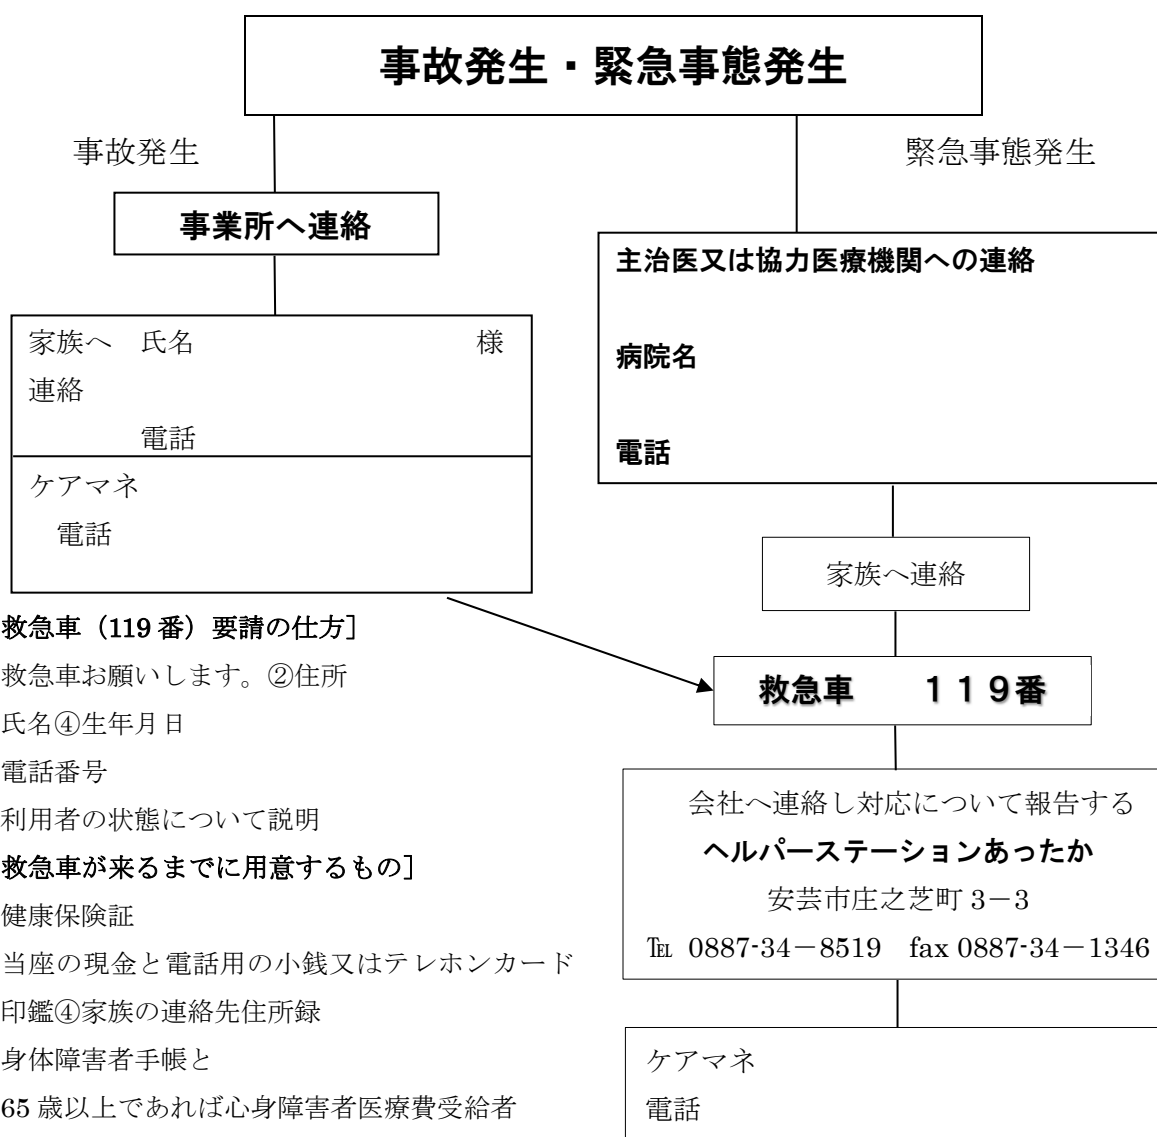 事故発生・緊急事態発生
事故発生
緊急事態発生
事業所へ連絡
家族へ 氏名 様
連絡
電話
ケアマネ
電話
主治医又は協力医療機関への連絡
病院名
電話
家族へ連絡
救急車 １１９番
会社へ連絡し対応について報告する
ヘルパーステーションあったか
安芸市庄之芝町 3－3
℡ 0887-34－8519 fax 0887-34－1346
ケアマネ
電話
救急車（119 番）要請の仕方］
救急車お願いします。②住所
氏名④生年月日
電話番号
利用者の状態について説明
救急車が来るまでに用意するもの］
健康保険証
当座の現金と電話用の小銭又はテレホンカード
印鑑④家族の連絡先住所録
身体障害者手帳と
65 歳以上であれば心身障害者医療費受給者